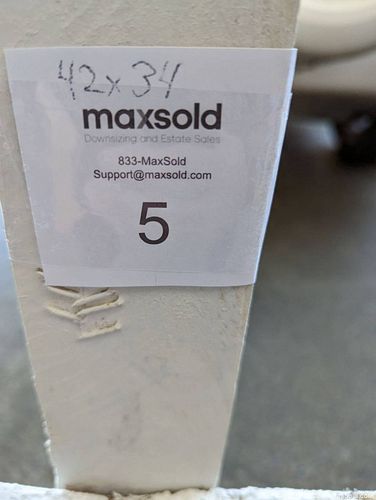 42x34
maxsold
Downsizing and Estate Sales
833-MaxSold
Support@maxsold.com
5